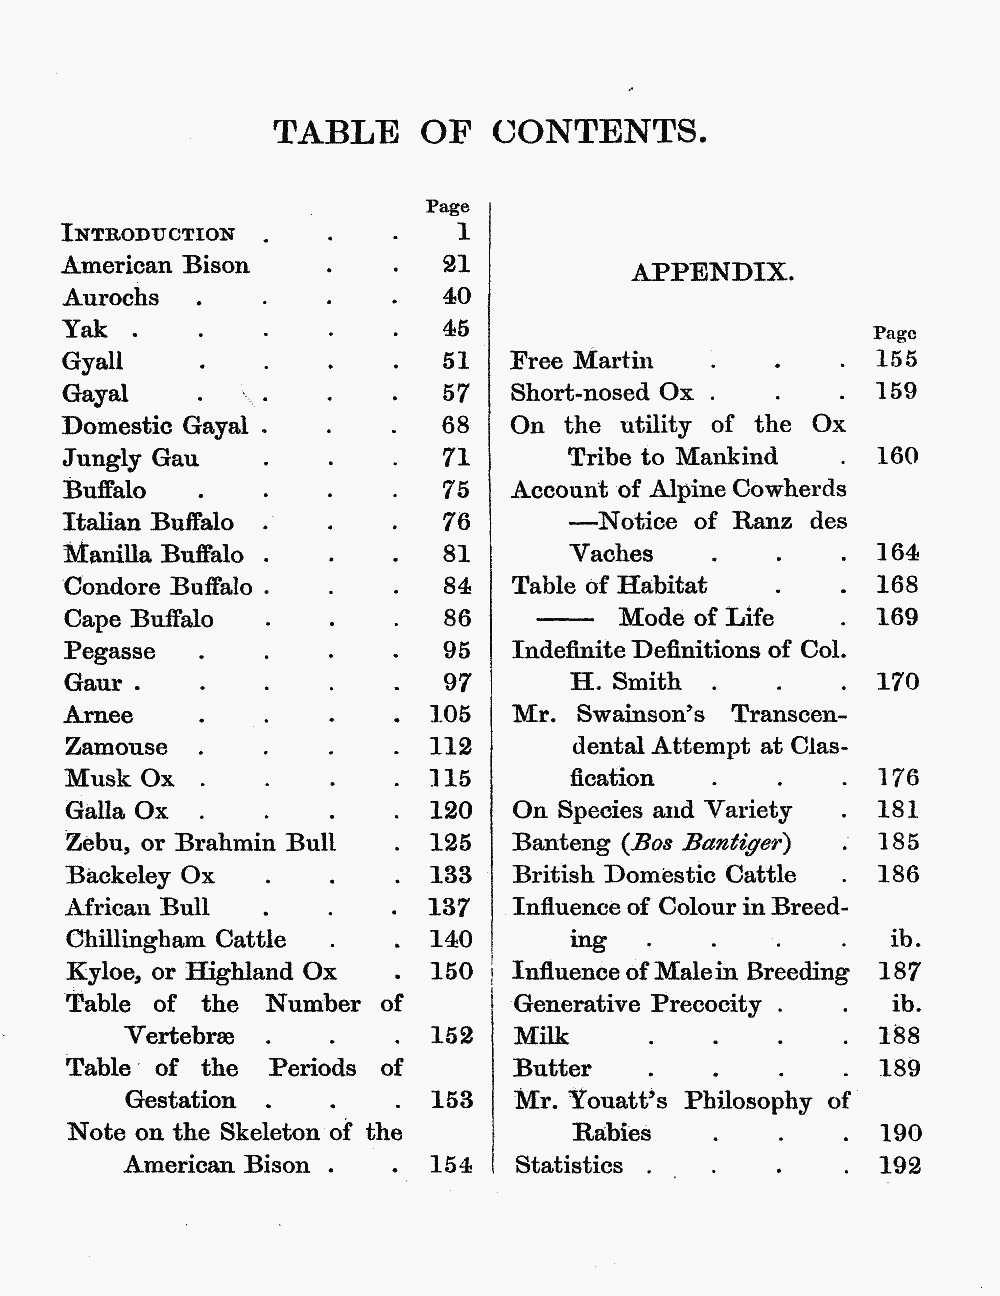 TABLE OF CONTENTS.
Page
INTRODUCTION . . . 1
American Bison . . 21
Aurochs . . . . 40
Yak . . . . . 45
Gyall . . . . 51
Gayal . . . . 57
Domestic Gayal . . . 68
Jungly Gau . . . 71
Buffalo . . . . 75
Italian Buffalo . . . 76
Manilla Buffalo . . . 81
Condore Buffalo . . . 84
Cape Buffalo . . . 86
Pegasse . . . . 95
Gaur . . . . . 97
Arnee . . . . 105
Zamouse . . . . 112
Musk Ox . . . . 115
Galla Ox . . . . 120
Zebu, or Brahmin Bull . 125
Backeley Ox . . . 133
African Bull . . . 137
Chillingham Cattle . . 140
Kyloe, or Highland Ox . 150
Table of the Number of
Vertebræ . . . 152
Table of the Periods of
Gestation . . . 153
Note on the Skeleton of the
American Bison . . 154
APPENDIX.
Page
Free Martin . . . 155
Short-nosed Ox . . . 159
On the utility of the Ox
Tribe to Mankind . 160
Account of Alpine Cowherds
—Notice of Ranz des
Vaches . . . 164
Table of Habitat . . 168
—— Mode of Life . 169
Indefinite Definitions of Col.
H. Smith . . . 170
Mr. Swainson's Transcen-
dental Attempt at Clas-
fication . . . 176
On Species and Variety . 181
Banteng (Bos Bantiger) . 185
British Domestic Cattle . 186
Influence of Colour in Breed-
ing . . . . ib.
Influence of Male in Breeding 187
Generative Precocity . . ib.
Milk . . . . 188
Butter . . . . 189
Mr. Youatt's Philosophy of
Rabies . . . 190
Statistics . . . . 192